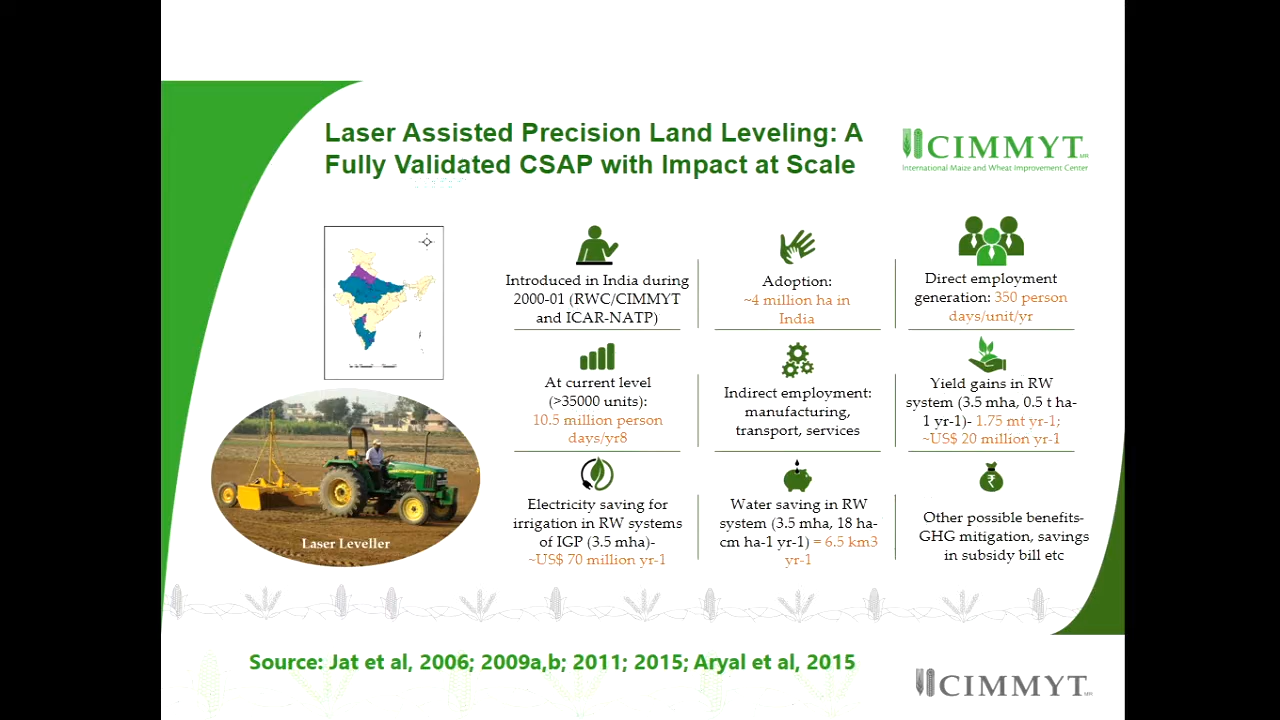 Laser Assisted Precision Land Leveling: A
Fully Validated CSAP with Impact at Scale
CIMMYT
International Maize and Wheat Improvement Center
Introduced in India during
2000-01 (RWC/CIMMYT
and ICAR-NATP)
Adoption:
~4 million ha in
India
Direct employment
generation: 350 person
days/unit/yr
At current level
(>35000 units):
10.5 million person
days/yr8
Indirect employment:
manufacturing,
transport, services
Yield gains in RW
system (3.5 mha, 0.5 t ha-
1 yr-1)- 1.75 mt yr-1;
~US$ 20 million yr-1
Electricity saving for
irrigation in RW systems
of IGP (3.5 mha)-
~US$ 70 million yr-1
Water saving in RW
system (3.5 mha, 18 ha-
cm ha-1 yr-1) = 6.5 km3
yr-1
₹
Other possible benefits-
GHG mitigation, savings
in subsidy bill etc
Laser Leveller
Source: Jat et al, 2006; 2009a,b; 2011; 2015; Aryal et al, 2015
CIMMYT